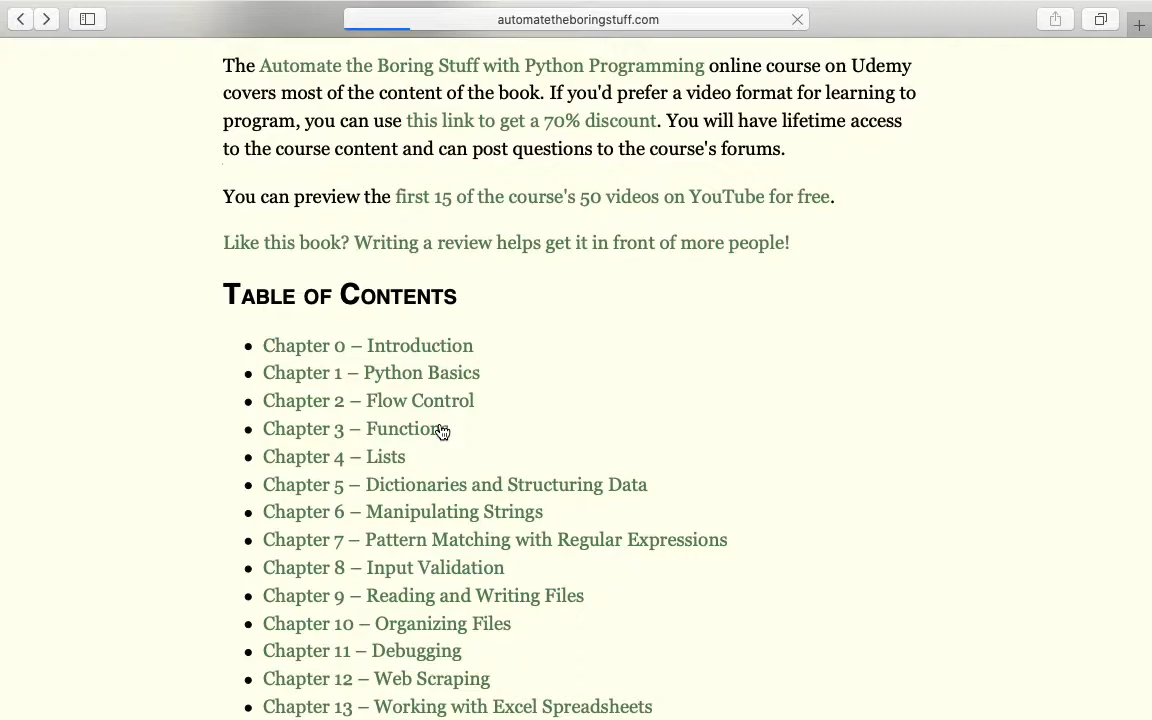 automatetheboringstuff.com
The Automate the Boring Stuff with Python Programming online course on Udemy
covers most of the content of the book. If you'd prefer a video format for learning to
program, you can use this link to get a 70% discount. You will have lifetime access
to the course content and can post questions to the course's forums.
You can preview the first 15 of the course's 50 videos on YouTube for free.
Like this book? Writing a review helps get it in front of more people!
Table of Contents
Chapter 0 – Introduction
Chapter 1 – Python Basics
Chapter 2 – Flow Control
Chapter 3 – Functions
Chapter 4 – Lists
Chapter 5 – Dictionaries and Structuring Data
Chapter 6 – Manipulating Strings
Chapter 7 – Pattern Matching with Regular Expressions
Chapter 8 – Input Validation
Chapter 9 – Reading and Writing Files
Chapter 10 – Organizing Files
Chapter 11 – Debugging
Chapter 12 – Web Scraping
Chapter 13 – Working with Excel Spreadsheets